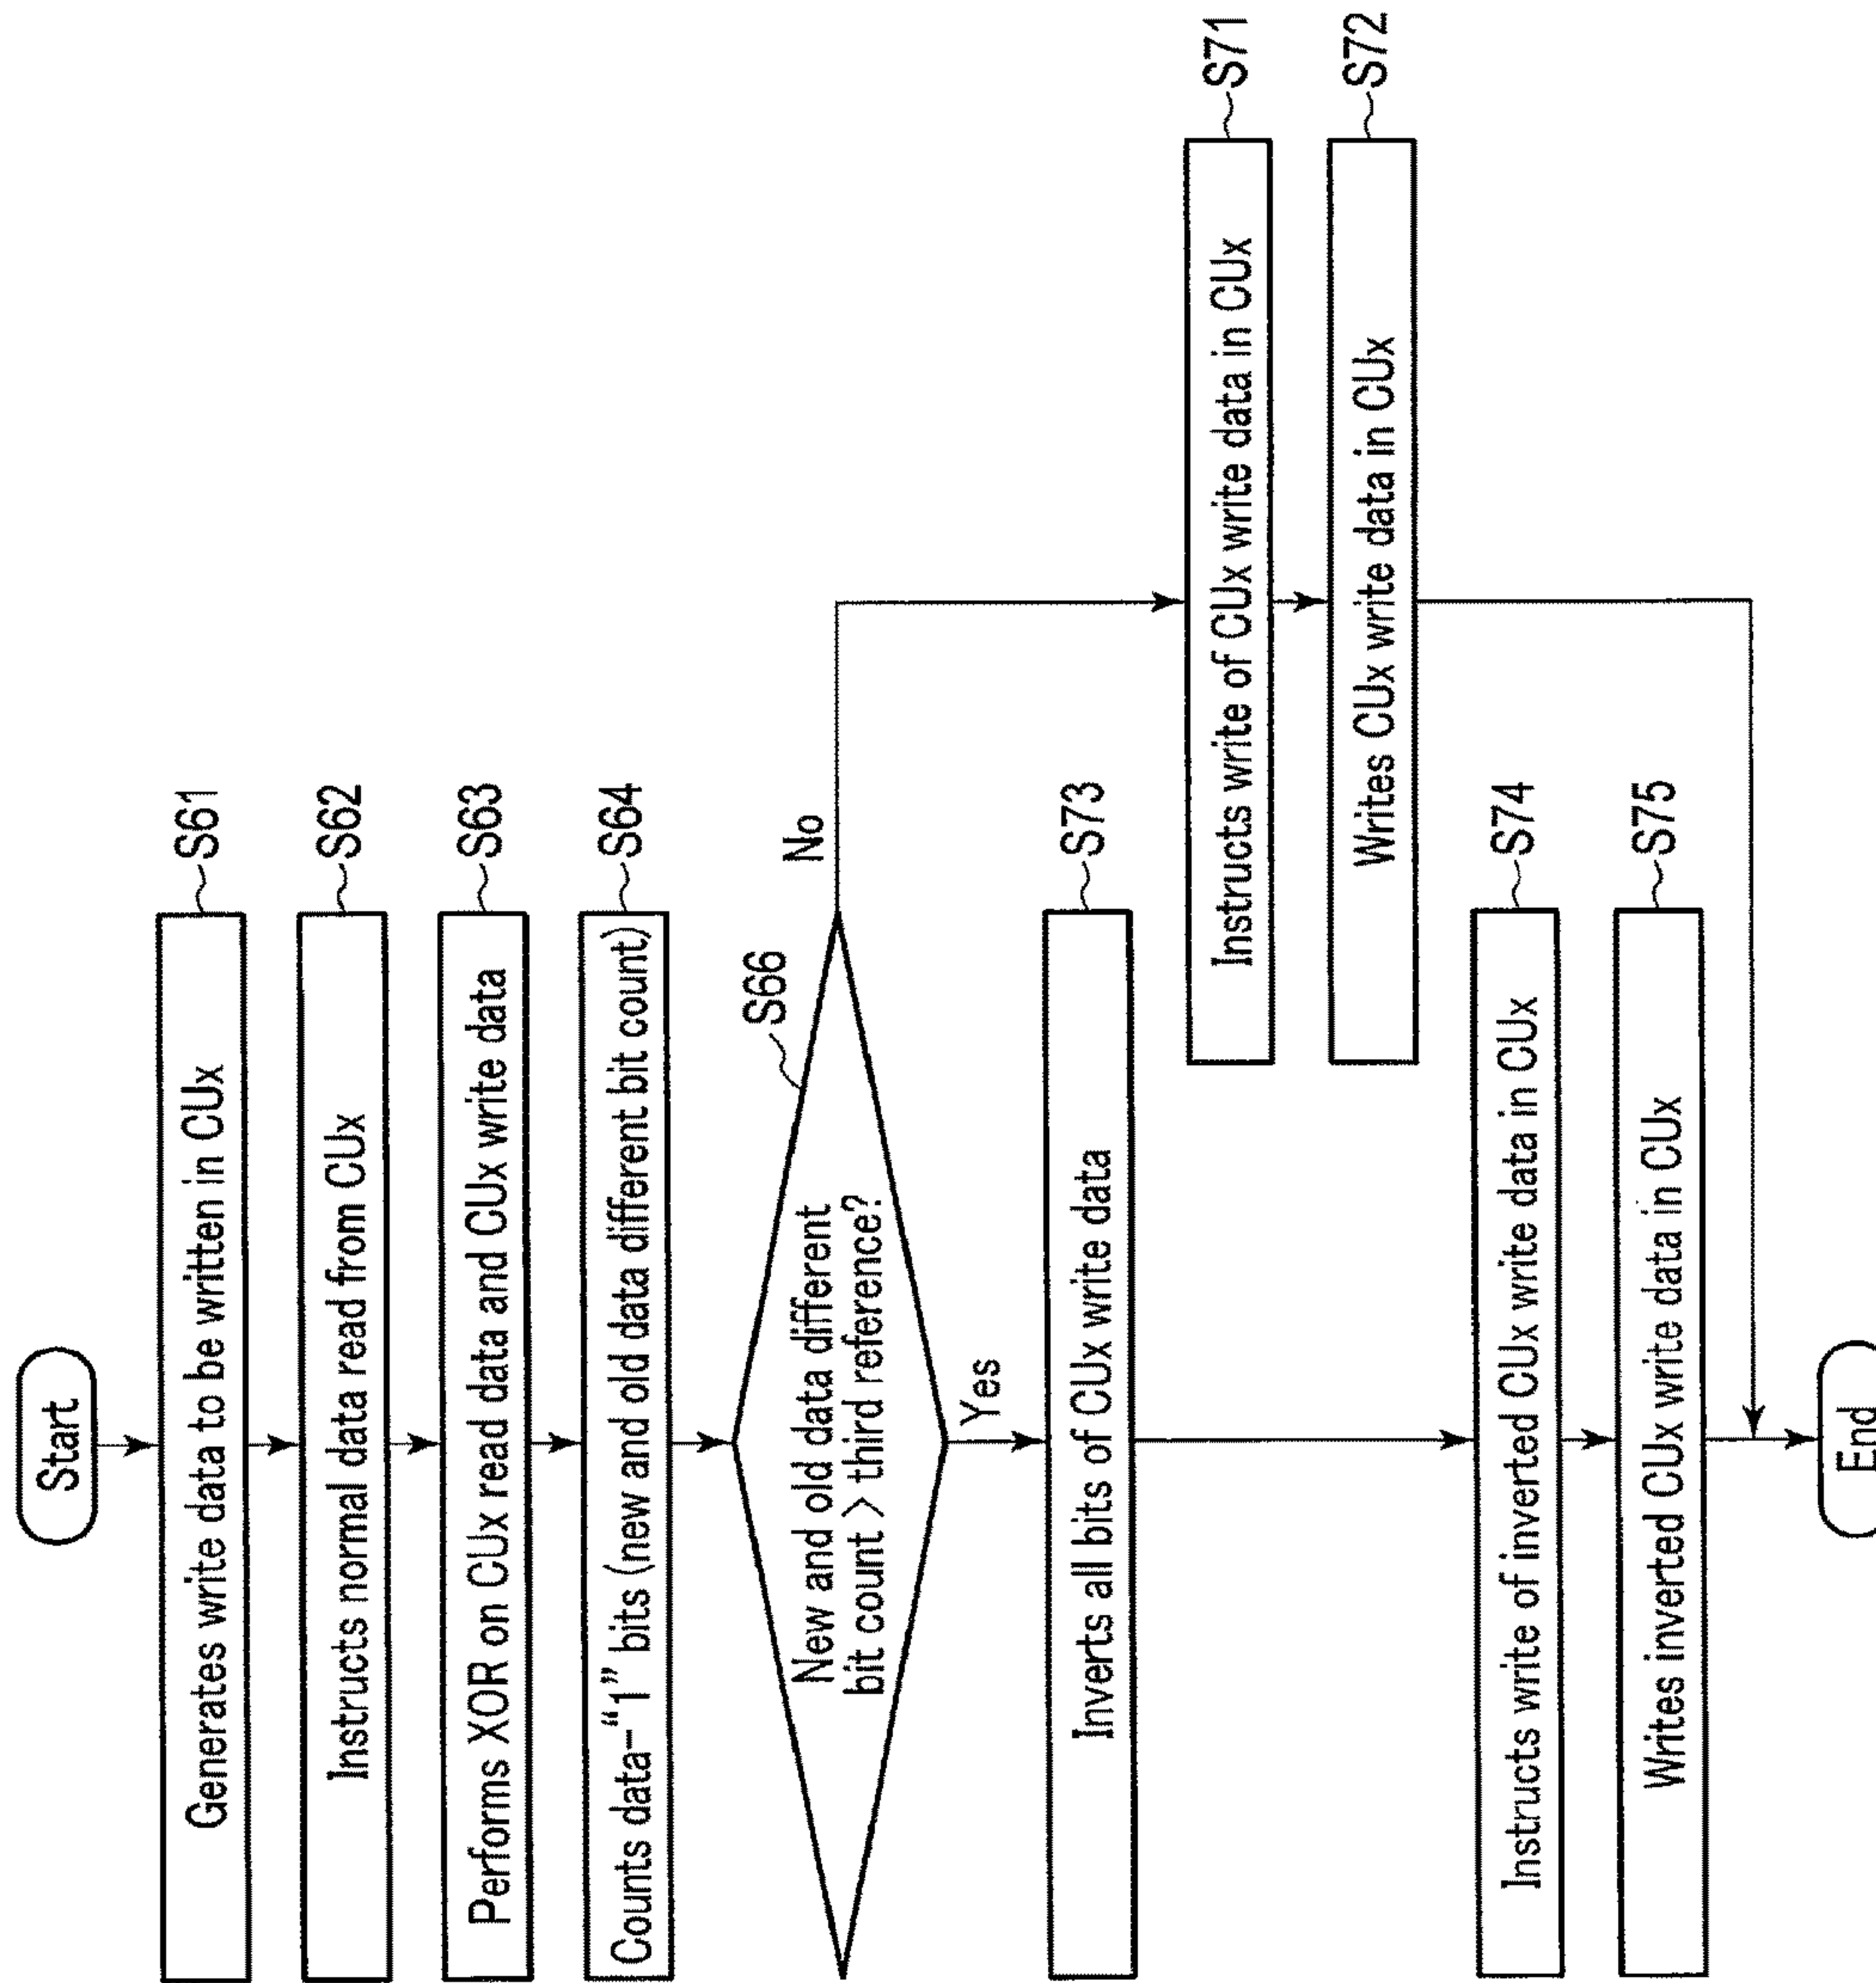 Start
Generates write data to be written in CUx
S61
Instructs normal data read from CUx
S62
Performs XOR on CUx read data and CUx write data
S63
Counts data-“1” bits (new and old data different bit count)
S64
S66
New and old data different
bit count > third reference?
No
Yes
Inverts all bits of CUx write data
S73
Instructs write of CUx write data in CUx
S71
Writes CUx write data in CUx
S72
Instructs write of inverted CUx write data in CUx
S74
Writes inverted CUx write data in CUx
S75
End